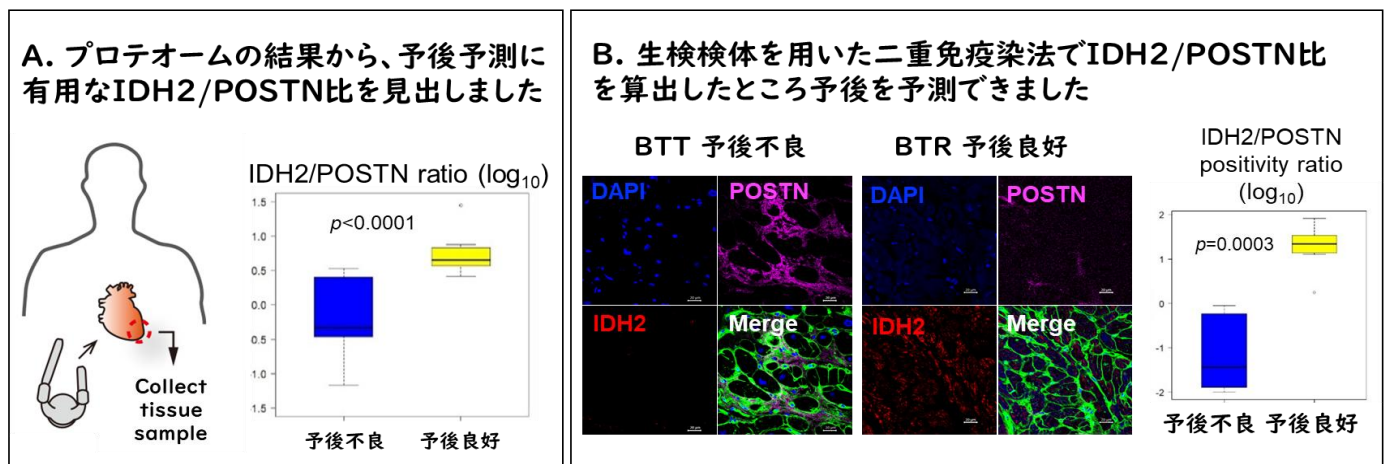 A. プロテオームの結果から、予後予測に
有用なIDH2/POSTN比を見出しました
IDH2/POSTN ratio (log10)
1.5
1.0
0.5
0.0
0.5
1.0
1.5
p<0.0001
予後不良 予後良好
Collect
tissue
sample
B. 生検検体を用いた二重免疫染法でIDH2/POSTN比
を算出したところ予後を予測できました
BTT 予後不良
BTR 予後良好
DAPI
POSTN
IDH2
Merge
DAPI
POSTN
IDH2
Merge
IDH2/POSTN
positivity ratio
(log10)
2
1
0
-1
-2
p=0.0003
予後不良 予後良好